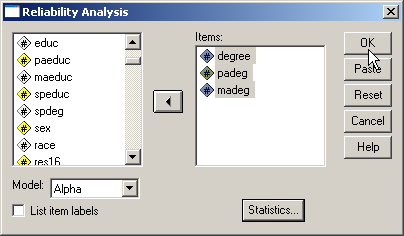 Reliability Analysis
educ
paeduc
maeduc
speduc
spdeg
sex
race
res16
Items:
degree
padeg
madeg
OK
Paste
Reset
Cancel
Help
Model:
Alpha
List item labels
Statistics...